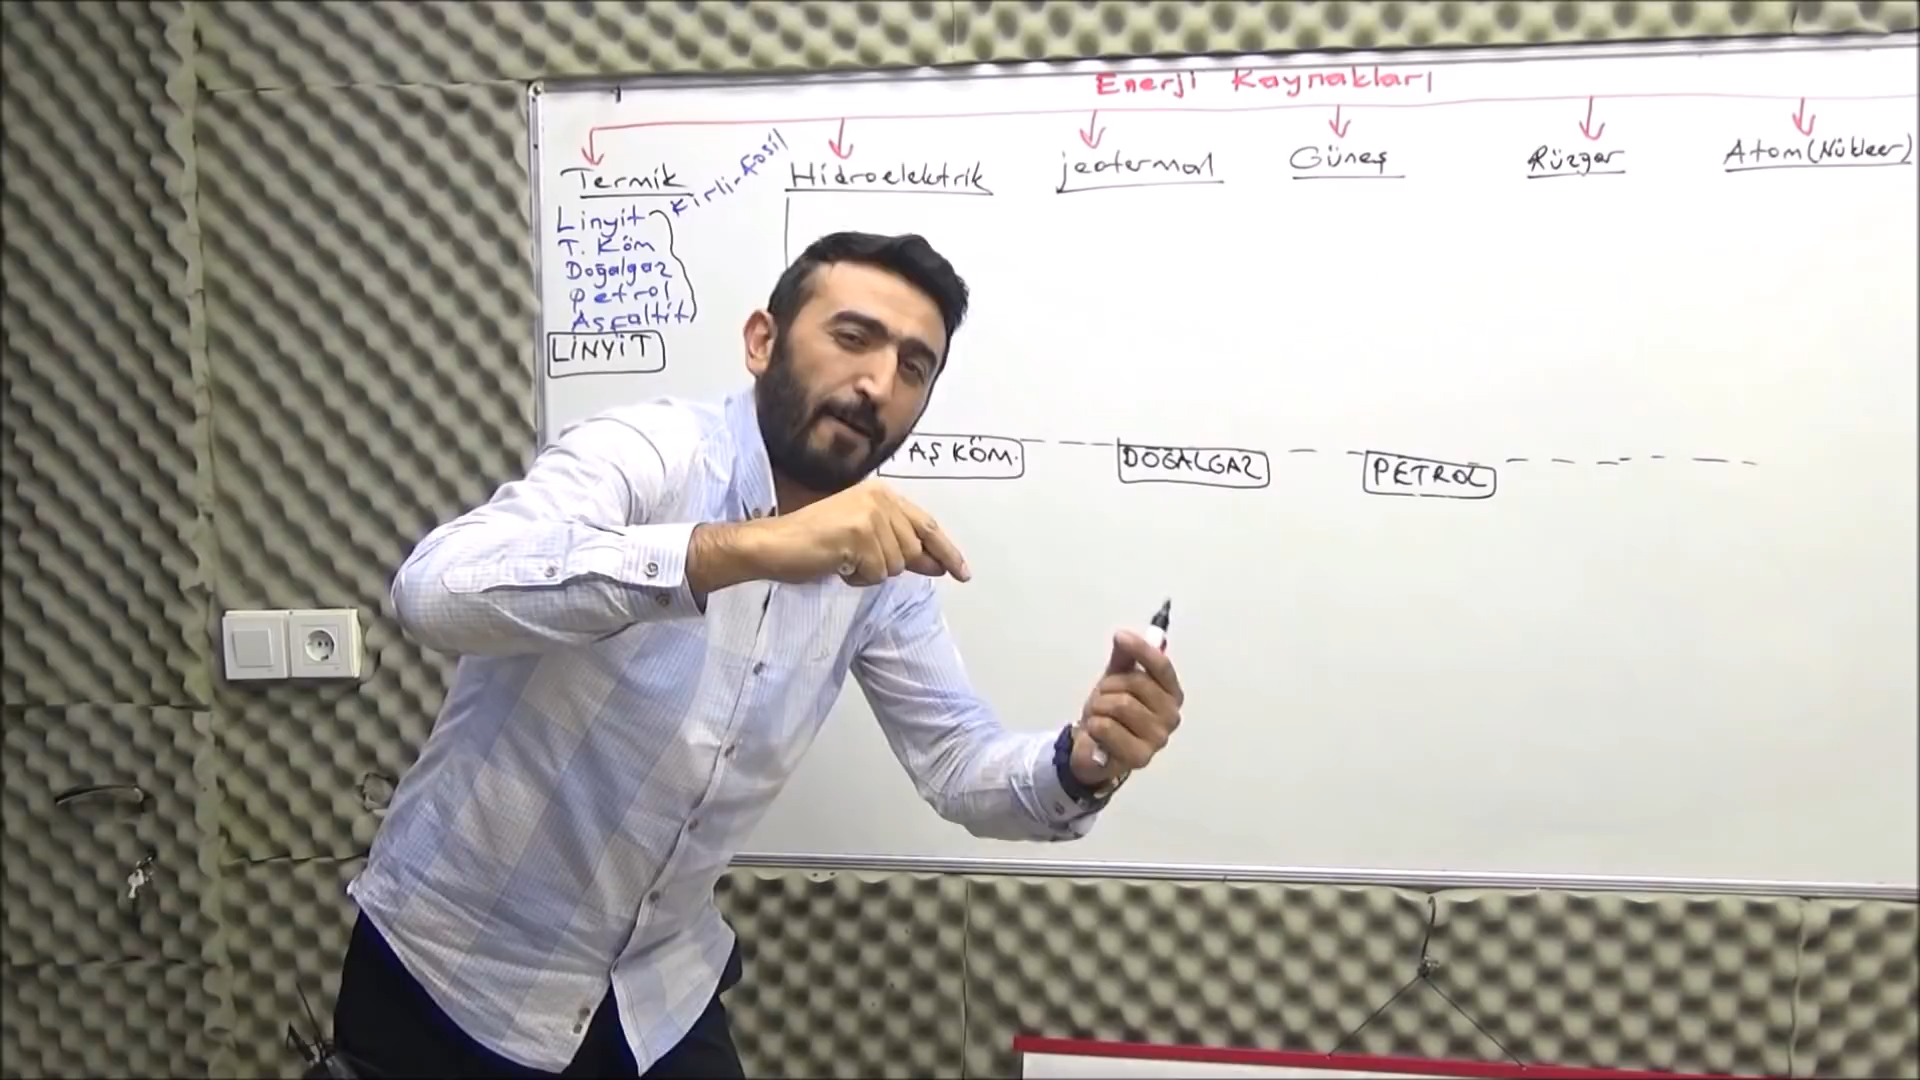 Enerji Kaynakları
Termik
Hidroelektrik
jeotermal
Güneş
Rüzgar
Atom(Nükleer)
Kirli-fosil
Linyit
T. Köm
Doğalgaz
Petrol
Asfaltit
LİNYİT
AŞ KÖM.
DOĞALGAZ
PETROL